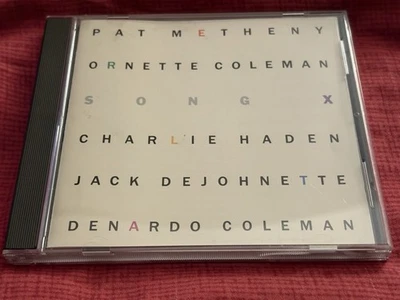 PAT METHENY
ORNETTE COLEMAN
SONG X
CHARLIE HADEN
JACK DEJOHNETTE
DENARDO COLEMAN